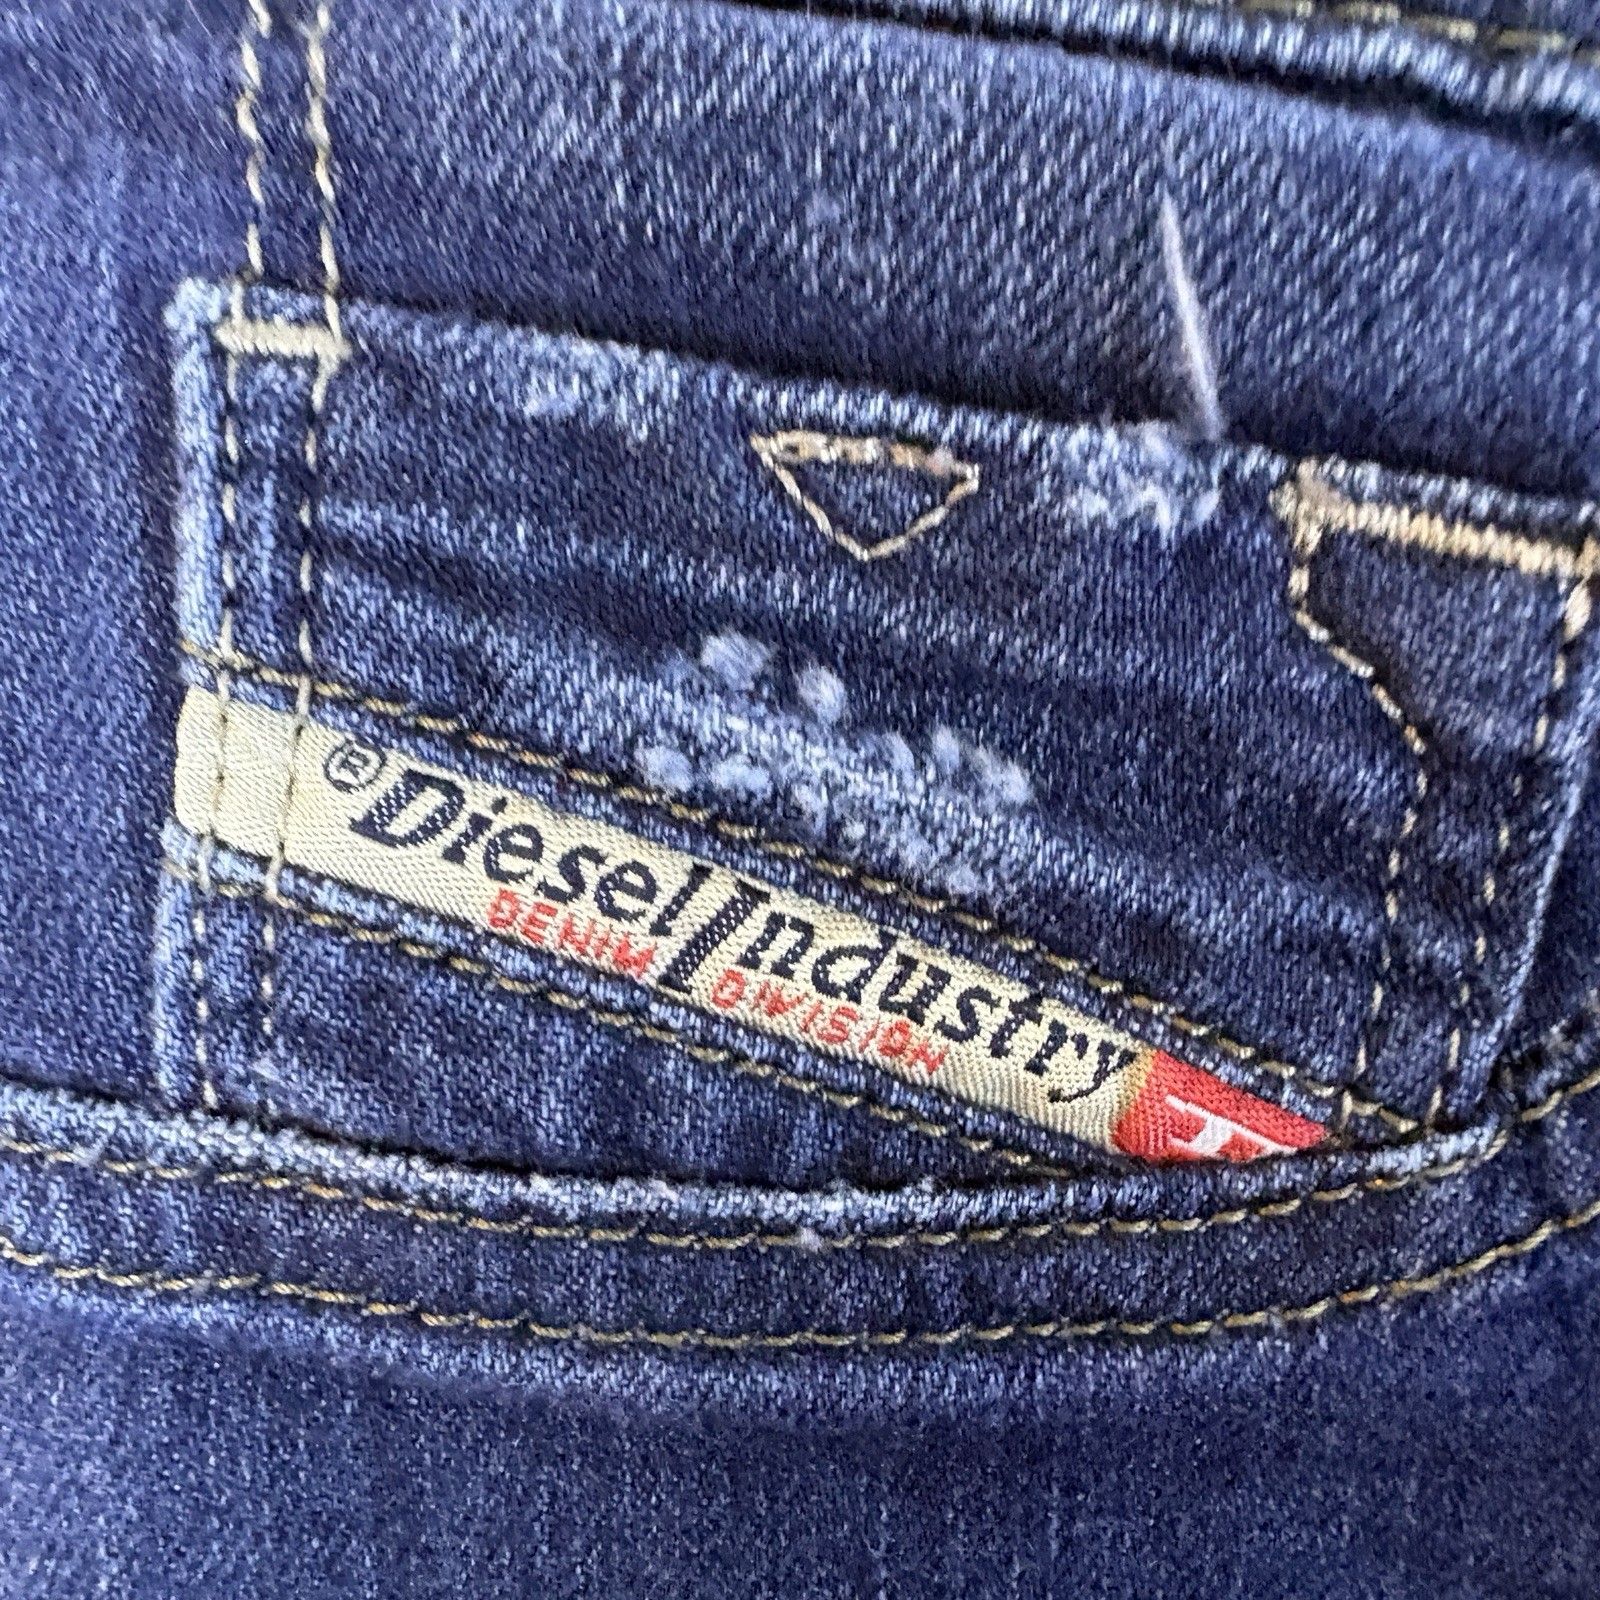 ® Diesel Industry
DENIM DIVISION